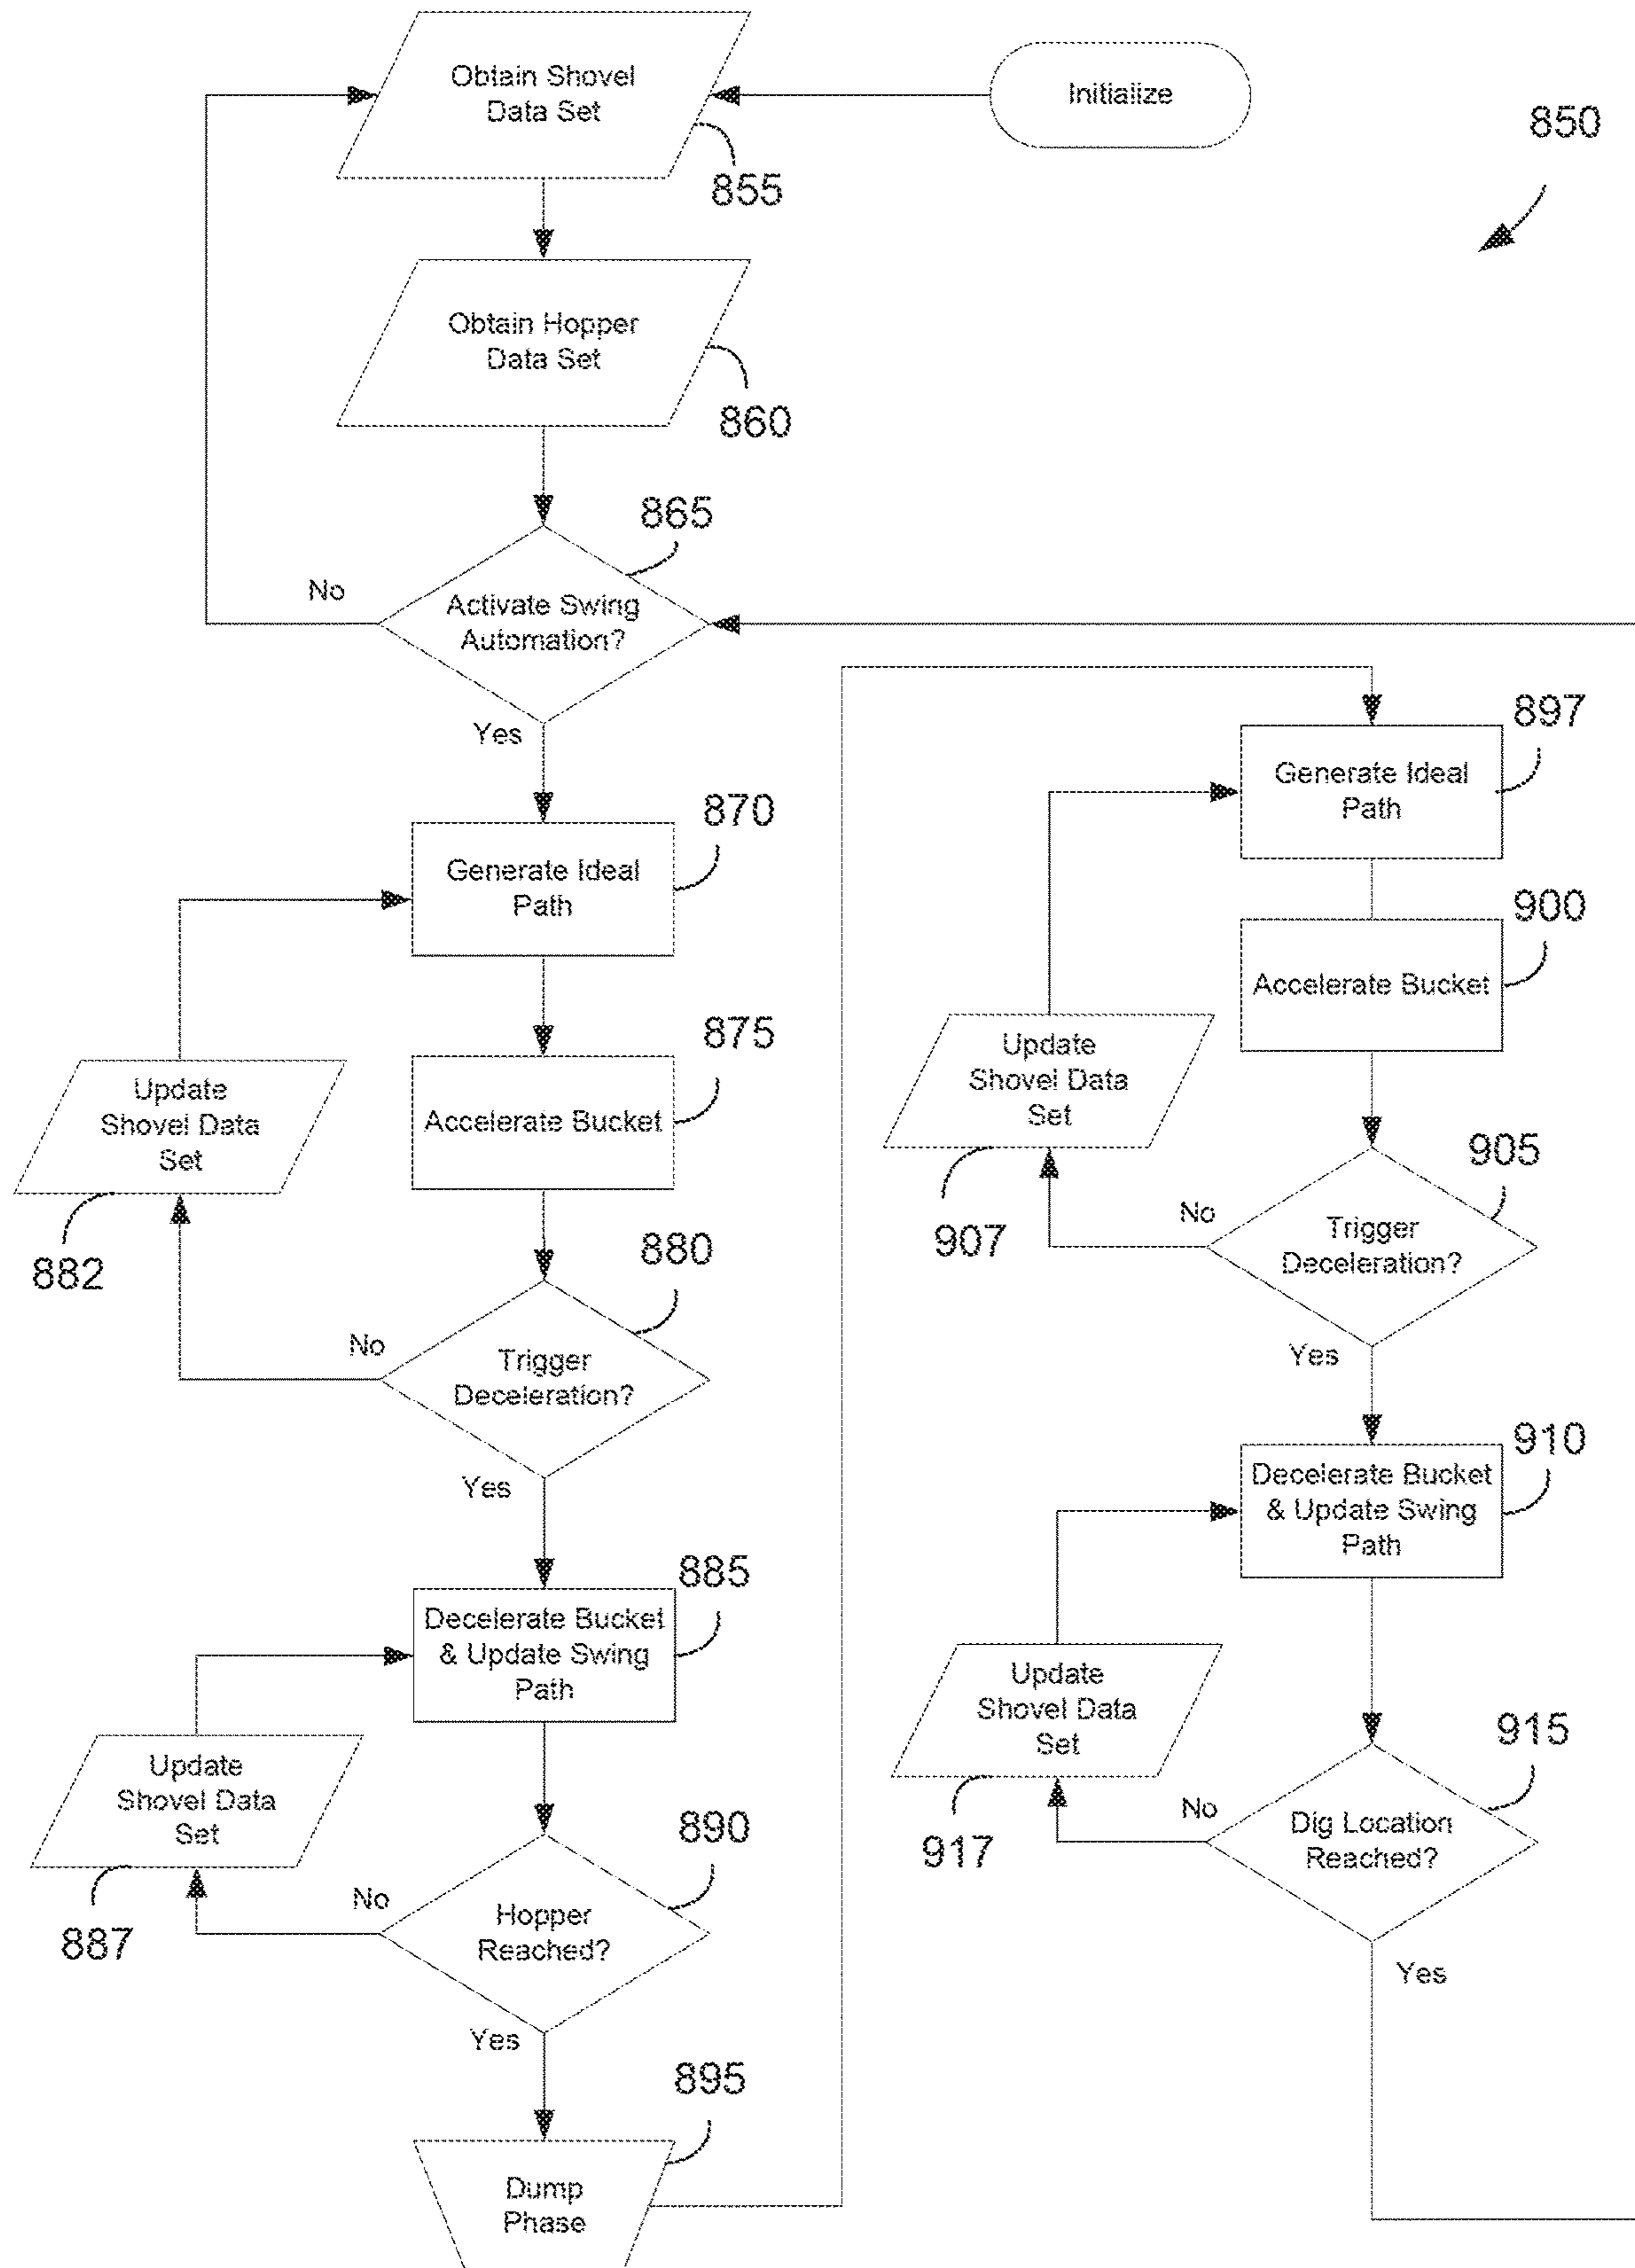 Obtain Shovel
Data Set
855
Initialize
850
Obtain Hopper
Data Set
860
865
No
Activate Swing
Automation?
Yes
870
Generate Ideal
Path
875
Accelerate Bucket
Update
Shovel Data
Set
882
880
No
Trigger
Deceleration?
Yes
885
Decelerate Bucket
& Update Swing
Path
Update
Shovel Data
Set
887
890
No
Hopper
Reached?
Yes
895
Dump
Phase
897
Generate Ideal
Path
900
Accelerate Bucket
Update
Shovel Data
Set
907
905
No
Trigger
Deceleration?
Yes
910
Decelerate Bucket
& Update Swing
Path
Update
Shovel Data
Set
917
915
No
Dig Location
Reached?
Yes